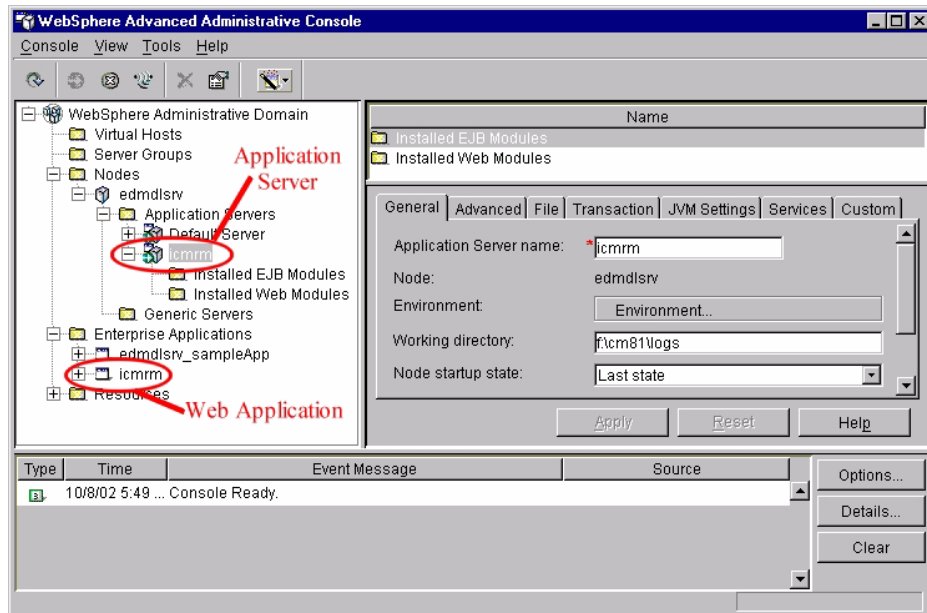 WebSphere Advanced Administrative Console
Console View Tools Help
WebSphere Administrative Domain
Virtual Hosts
Server Groups
Nodes
edmdlsrv
Application Servers
Default Server
icmrm
Installed EJB Modules
Installed Web Modules
Generic Servers
Enterprise Applications
edmdlsrv_sampleApp
icmrm
Resources
Application
Server
Web Application
Name
Installed EJB Modules
Installed Web Modules
General Advanced File Transaction JVM Settings Services Custom
Application Server name: *icmrm
Node: edmdlsrv
Environment: Environment...
Working directory: f:\cm81\logs
Node startup state: Last state
Apply Reset Help
Type Time Event Message Source
10/8/02 5:49 ... Console Ready.
Options...
Details...
Clear